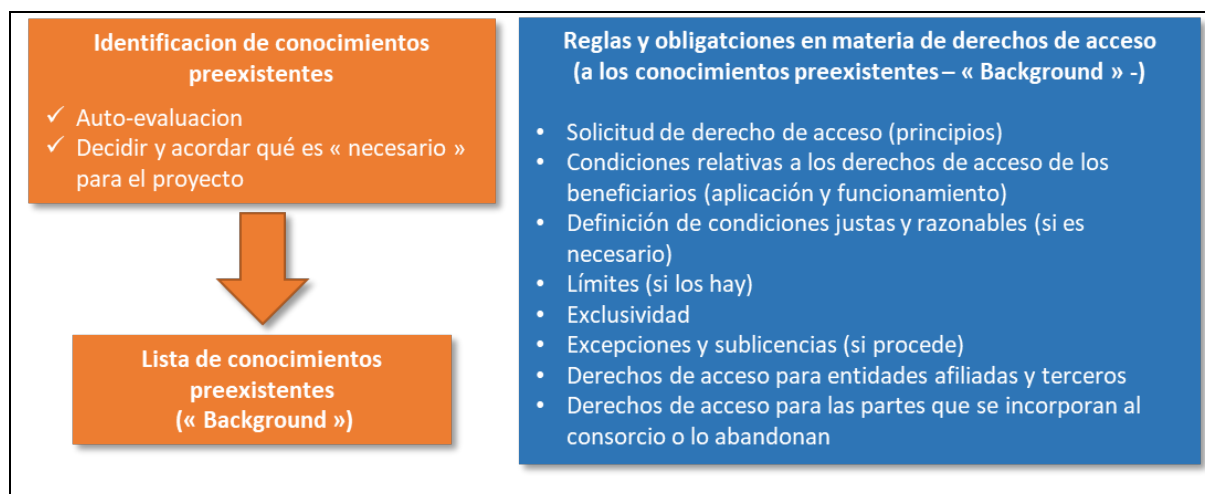 Identificacion de conocimientos
preexistentes
✓ Auto-evaluacion
✓ Decidir y acordar qué es « necesario »
para el proyecto
Lista de conocimientos
preexistentes
(« Background »)
Reglas y obligatciones en materia de derechos de acceso
(a los conocimientos preexistentes – « Background » -)
• Solicitud de derecho de acceso (principios)
• Condiciones relativas a los derechos de acceso de los
beneficiarios (aplicación y funcionamiento)
• Definición de condiciones justas y razonables (si es
necesario)
• Límites (si los hay)
• Exclusividad
• Excepciones y sublicencias (si procede)
• Derechos de acceso para entidades afiliadas y terceros
• Derechos de acceso para las partes que se incorporan al
consorcio o lo abandonan